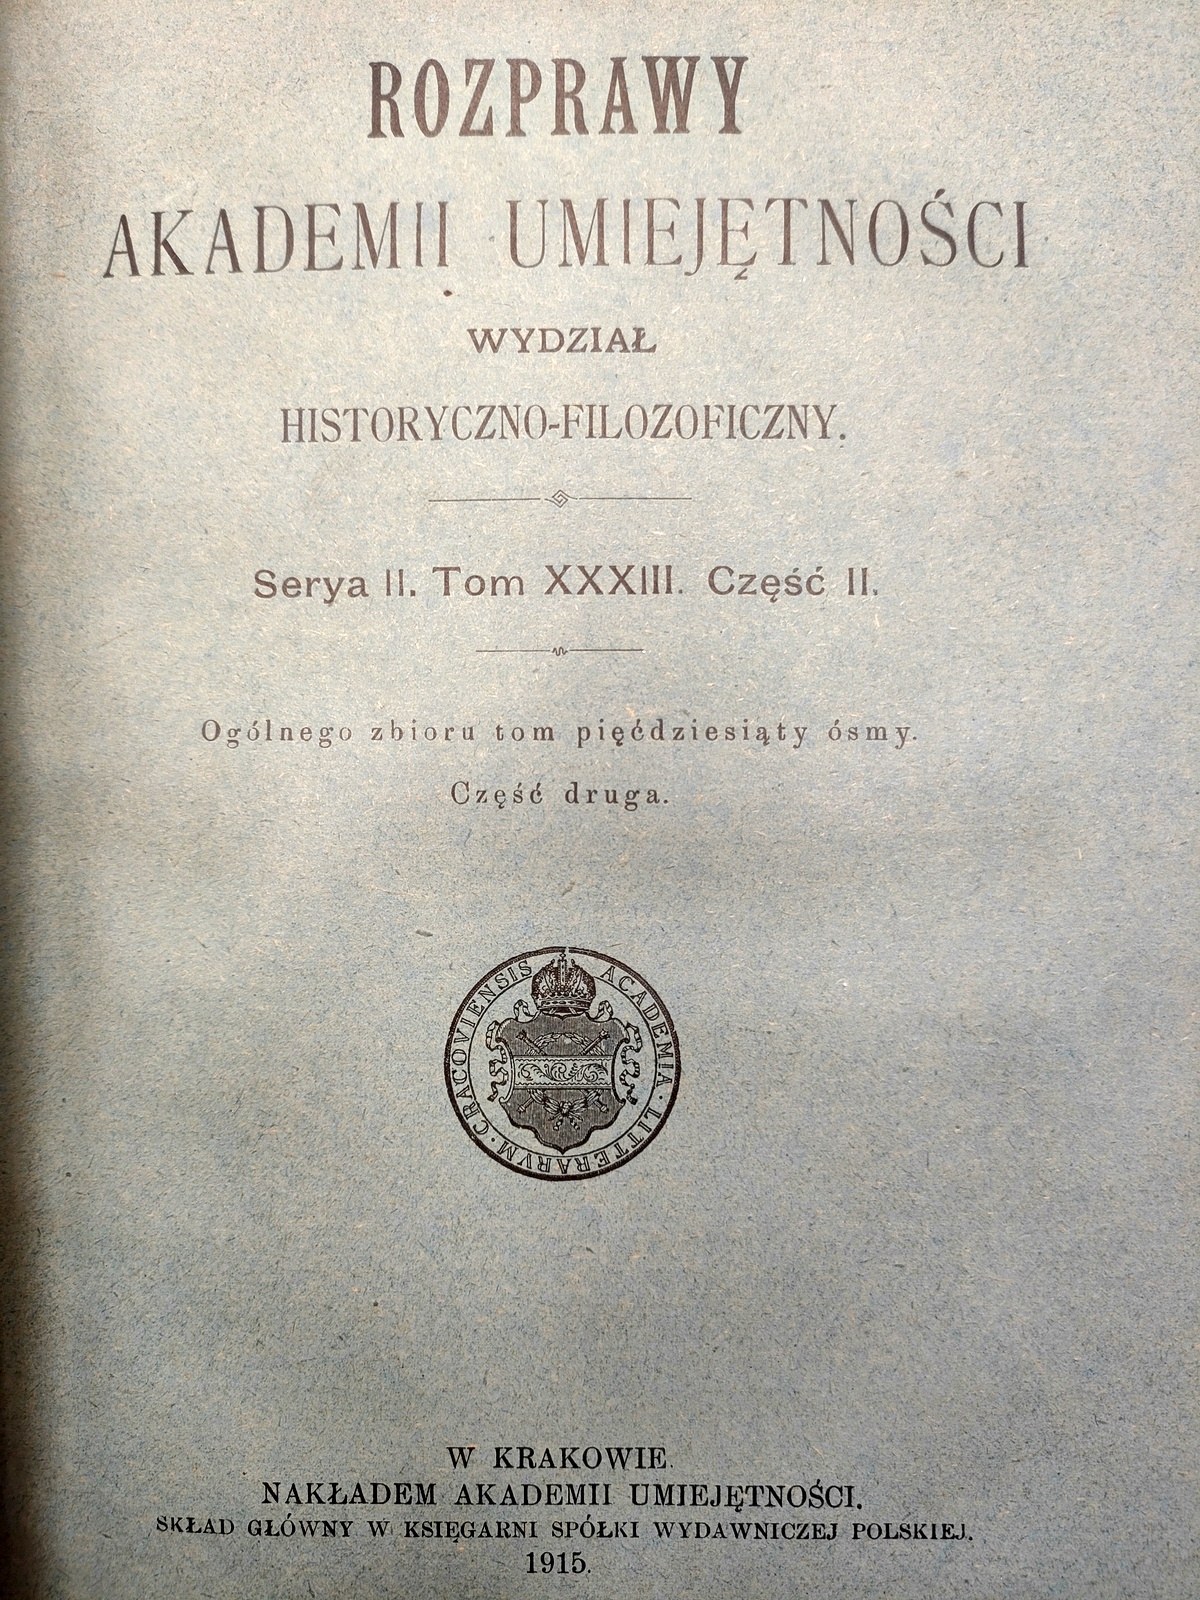 ROZPRAWY
AKADEMII UMIEJĘTNOŚCI
WYDZIAŁ
HISTORYCZNO-FILOZOFICZNY.
Serya II. Tom XXXIII. Część II.
Ogólnego zbioru tom pięćdziesiąty ósmy.
Część druga.
ACADEMIA · LITTERARVM · CRACOVIENSIS
W KRAKOWIE.
NAKŁADEM AKADEMII UMIEJĘTNOŚCI.
SKŁAD GŁÓWNY W KSIĘGARNI SPÓŁKI WYDAWNICZEJ POLSKIEJ.
1915.